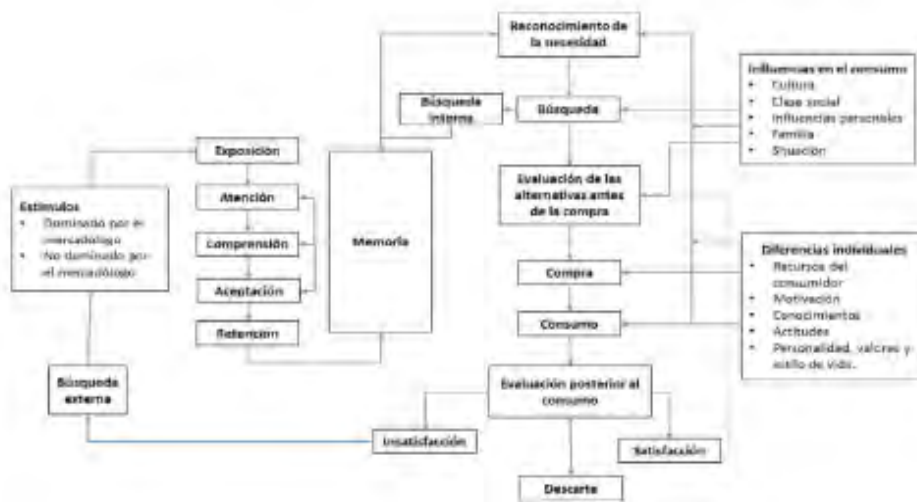 Reconocimiento de
la necesidad
Influencias en el consumo
• Cultura
• Clase social
• Influencias personales
• Familia
• Situación
Búsqueda
interna
Búsqueda
Exposición
Evaluación de las
alternativas antes
de la compra
Estímulos
• Dominado por el
mercadólogo
• No dominado por
el mercadólogo
Atención
Comprensión
Memoria
Aceptación
Retención
Compra
Consumo
Diferencias individuales
• Recursos del
consumidor
• Motivación
• Conocimientos
• Actitudes
• Personalidad, valores y
estilo de vida.
Búsqueda
externa
Evaluación posterior al
consumo
Insatisfacción
Satisfacción
Descarte